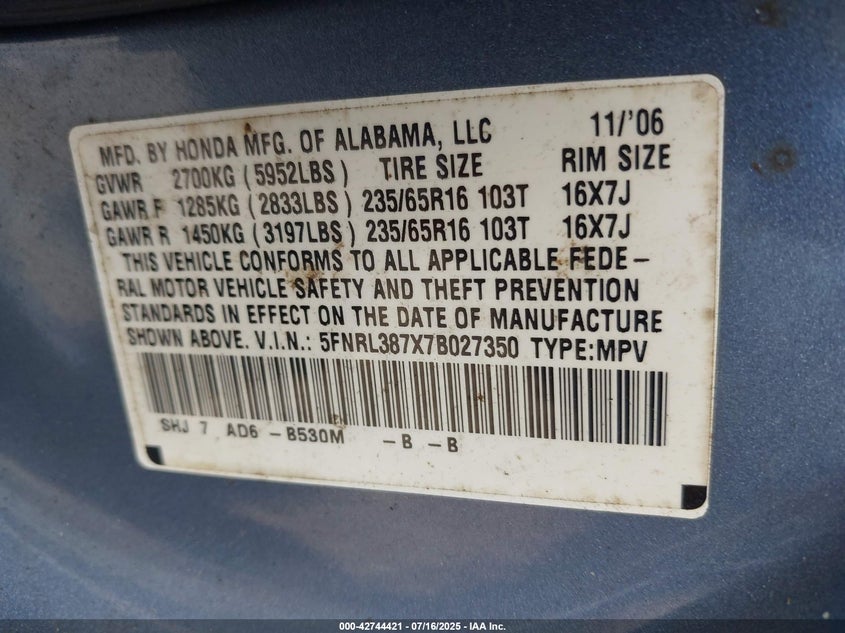 MFD. BY HONDA MFG. OF ALABAMA, LLC 11/'06
GVWR 2700KG (5952LBS) TIRE SIZE RIM SIZE
GAWR F 1285KG (2833LBS) 235/65R16 103T 16X7J
GAWR R 1450KG (3197LBS) 235/65R16 103T 16X7J
THIS VEHICLE CONFORMS TO ALL APPLICABLE FEDE-
RAL MOTOR VEHICLE SAFETY AND THEFT PREVENTION
STANDARDS IN EFFECT ON THE DATE OF MANUFACTURE
SHOWN ABOVE. V.I.N.: 5FNRL387X7B027350 TYPE:MPV
SHJ 7 AD6 -B530M -B -B
000-42744421 - 07/16/2025 - IAA Inc.